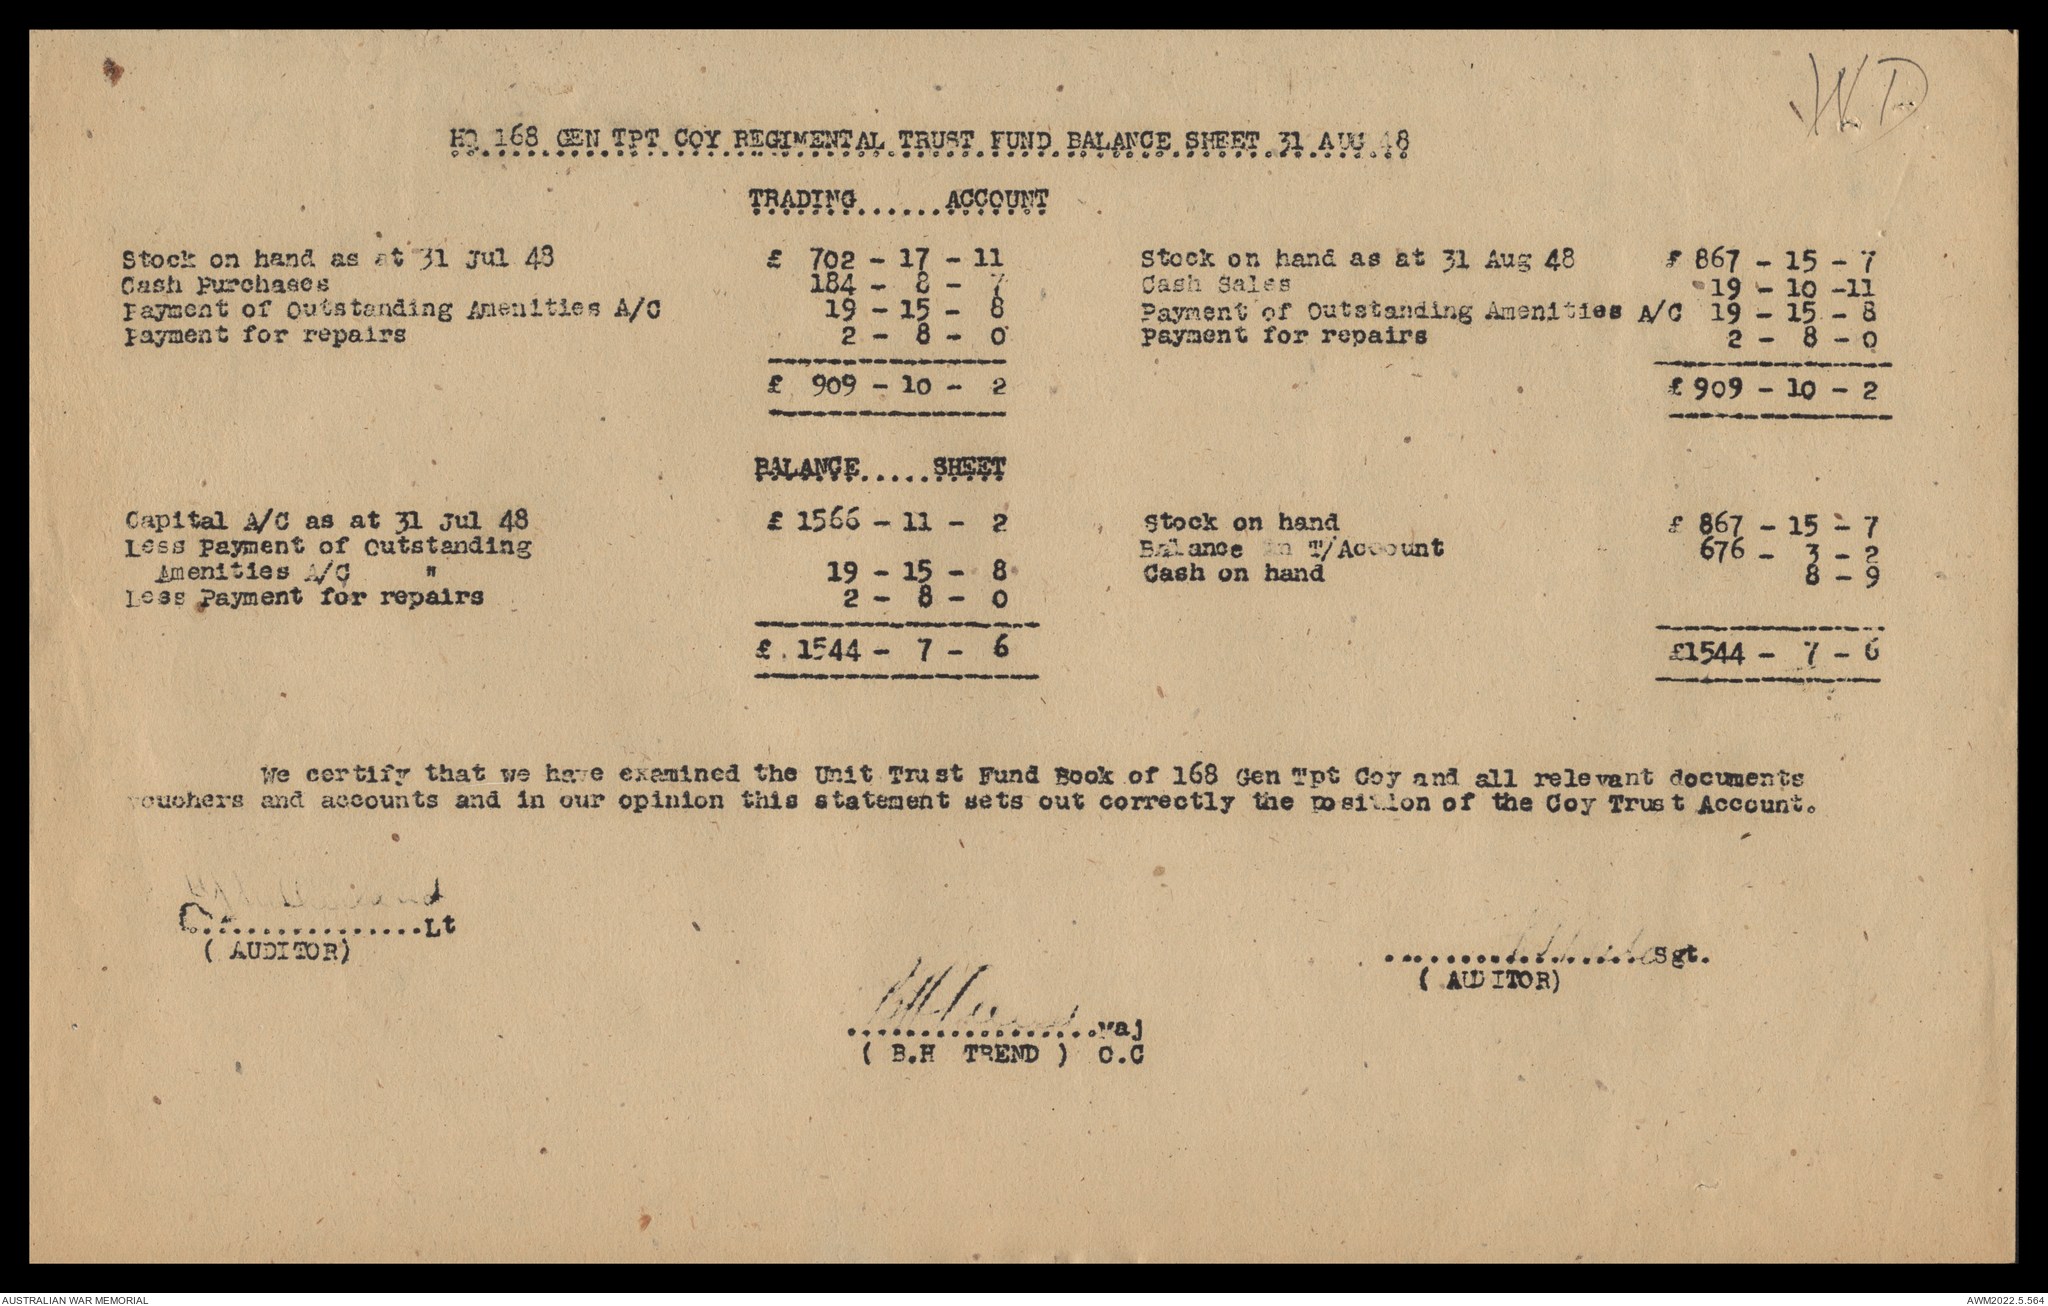 W.D
HQ 168 GEN TPT COY REGIMENTAL TRUST FUND BALANCE SHEET 31 AUG 48
TRADING......ACCOUNT
Stock on hand as at 31 Jul 48 £ 702 - 17 - 11 Stock on hand as at 31 Aug 48 £ 867 - 15 - 7
Cash Purchases 184 - 8 - 7 Cash Sales 19 - 10 -11
Payment of Outstanding Amenities A/C 19 - 15 - 8 Payment of Outstanding Amenities A/C 19 - 15 - 8
Payment for repairs 2 - 8 - 0 Payment for repairs 2 - 8 - 0
£ 909 - 10 - 2 £ 909 - 10 - 2
BALANCE.....SHEET
Capital A/C as at 31 Jul 48 £ 1566 - 11 - 2 Stock on hand £ 867 - 15 - 7
Less Payment of Outstanding Balance in T/Account 676 - 3 - 2
Amenities A/C " 19 - 15 - 8 Cash on hand 8 - 9
Less Payment for repairs 2 - 8 - 0
£ 1544 - 7 - 6 £1544 - 7 - 6
We certify that we have examined the Unit Trust Fund Book of 168 Gen Tpt Coy and all relevant documents
vouchers and accounts and in our opinion this statement sets out correctly the position of the Coy Trust Account.
................Lt
( AUDITOR)
..................Sgt.
( AUDITOR)
BH Trend
.................Maj
( B.H TREND ) O.C
AUSTRALIAN WAR MEMORIAL AWM2022.5.564